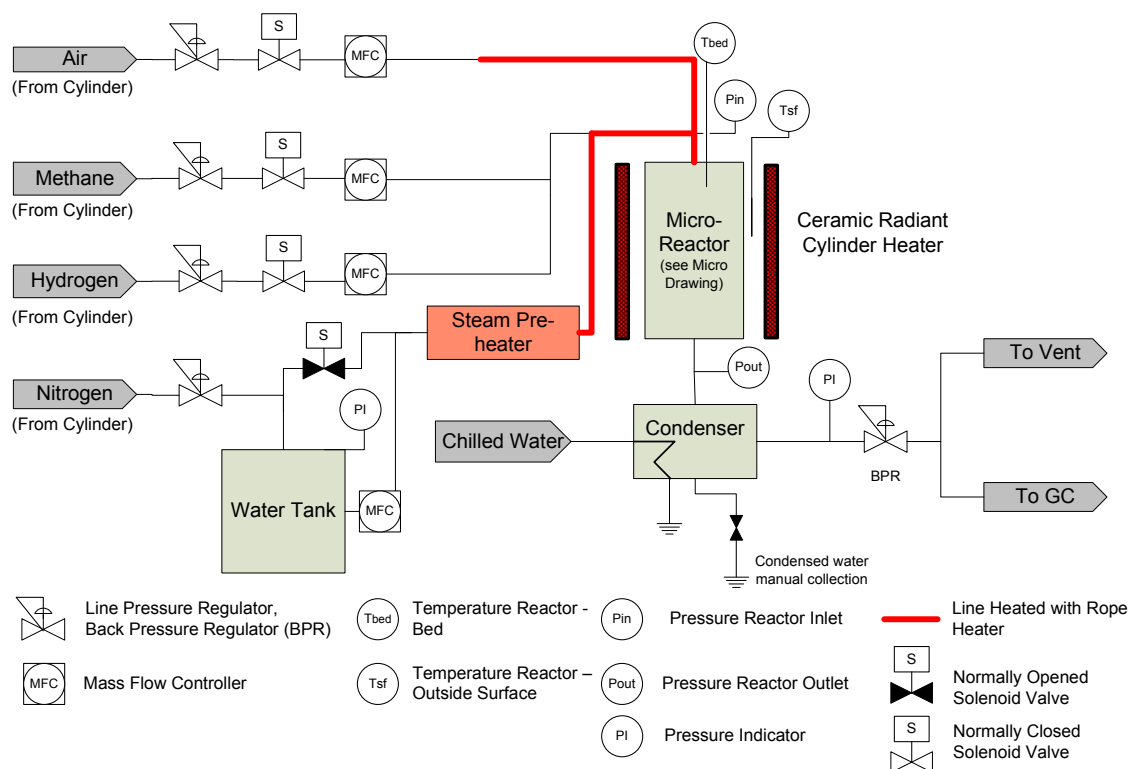 Air
(From Cylinder)
S
MFC
Tbed
Pin
Tsf
Methane
(From Cylinder)
S
MFC
Micro-
Reactor
(see Micro
Drawing)
Ceramic Radiant
Cylinder Heater
Hydrogen
(From Cylinder)
S
MFC
Steam Pre-
heater
S
Nitrogen
(From Cylinder)
PI
Pout
PI
To Vent
Chilled Water
Condenser
BPR
To GC
Water Tank
MFC
Condensed water
manual collection
Line Pressure Regulator,
Back Pressure Regulator (BPR)
MFC
Mass Flow Controller
Tbed
Temperature Reactor -
Bed
Tsf
Temperature Reactor –
Outside Surface
Pin
Pressure Reactor Inlet
Pout
Pressure Reactor Outlet
PI
Pressure Indicator
Line Heated with Rope
Heater
S
Normally Opened
Solenoid Valve
S
Normally Closed
Solenoid Valve